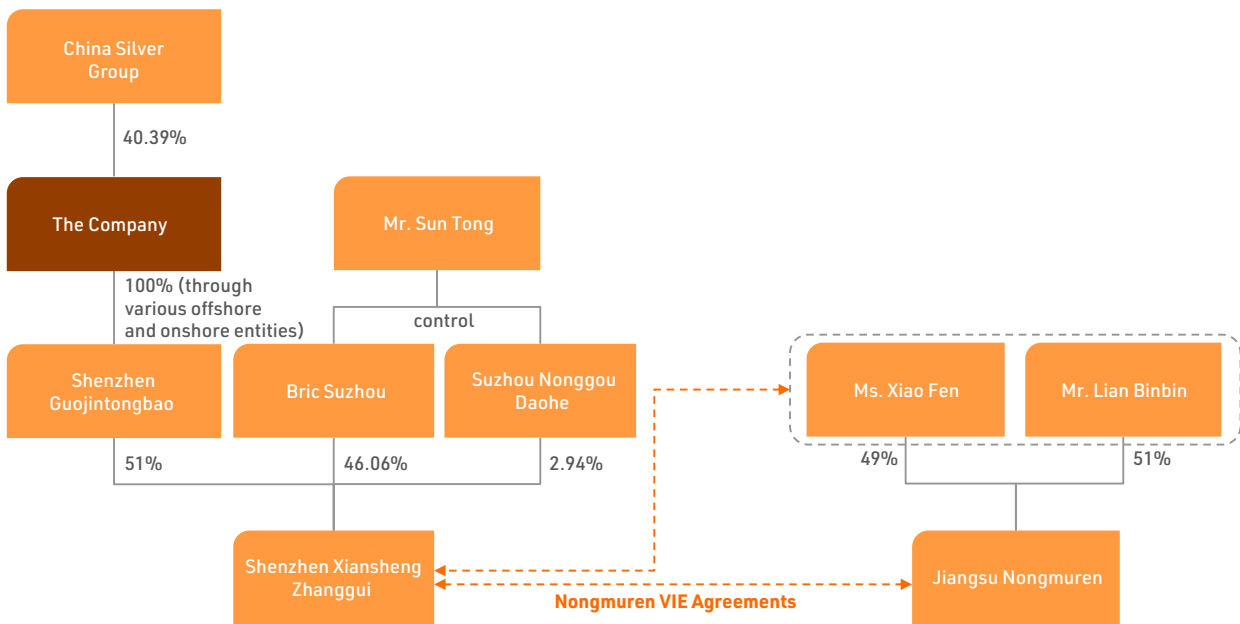 China Silver
Group
40.39%
The Company
Mr. Sun Tong
100% (through
various offshore
and onshore entities)
control
Shenzhen
Guojintongbao
Bric Suzhou
Suzhou Nonggou
Daohe
Ms. Xiao Fen
Mr. Lian Binbin
51%
46.06%
2.94%
49%
51%
Shenzhen Xiansheng
Zhanggui
Jiangsu Nongmuren
Nongmuren VIE Agreements